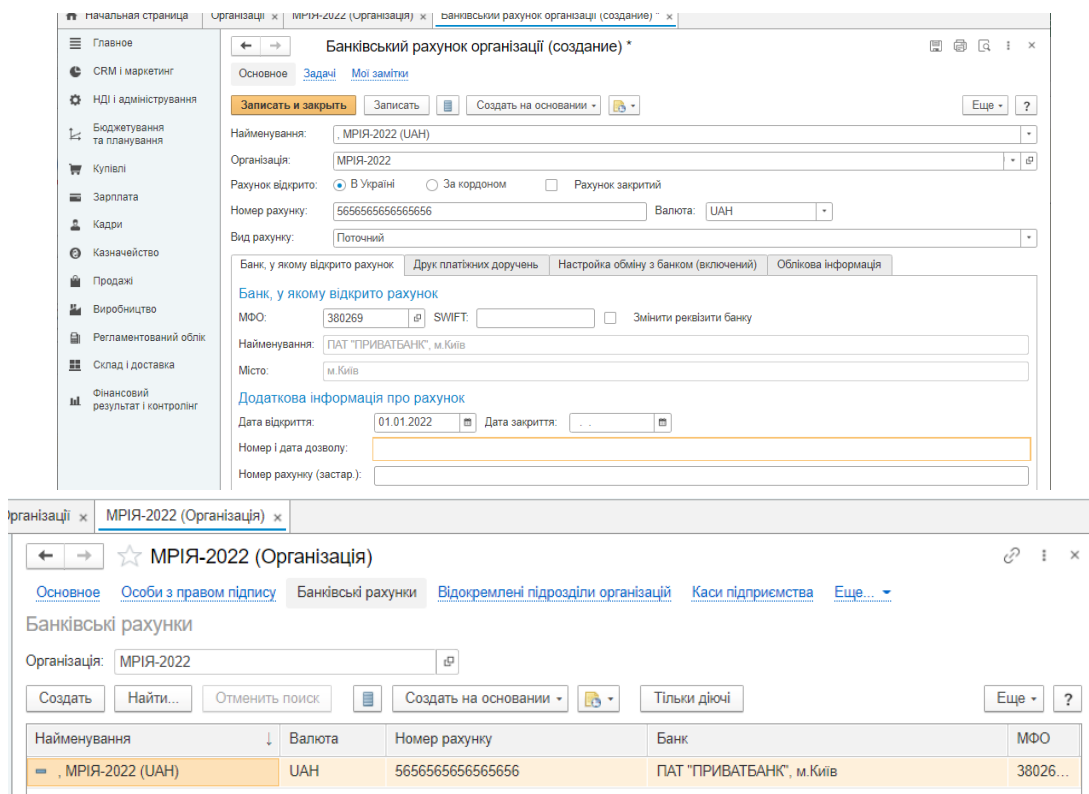 Начальная страница Організації × МРІЯ-2022 (Організація) × Банківський рахунок організації (создание) * ×
Главное
CRM і маркетинг
НДІ і адміністрування
Бюджетування
та планування
Купівлі
Зарплата
Кадри
Казначейство
Продажі
Виробництво
Регламентований облік
Склад і доставка
Фінансовий
результат і контролінг
Банківський рахунок організації (создание) *
Основное Задачі Мої замітки
Записать и закрыть Записать Создать на основании Еще ?
Найменування: , МРІЯ-2022 (UAH)
Організація: МРІЯ-2022
Рахунок відкрито: В Україні За кордоном Рахунок закритий
Номер рахунку: 5656565656565656 Валюта: UAH
Вид рахунку: Поточний
Банк, у якому відкрито рахунок Друк платіжних доручень Настройка обміну з банком (включений) Облікова інформація
Банк, у якому відкрито рахунок
МФО: 380269 SWIFT: Змінити реквізити банку
Найменування: ПАТ "ПРИВАТБАНК", м.Київ
Місто: м.Київ
Додаткова інформація про рахунок
Дата відкриття: 01.01.2022 Дата закриття: . .
Номер і дата дозволу:
Номер рахунку (застар.):
Організації × МРІЯ-2022 (Організація) ×
МРІЯ-2022 (Організація)
Основное Особи з правом підпису Банківські рахунки Відокремлені підрозділи організацій Каси підприємства Еще...
Банківські рахунки
Організація: МРІЯ-2022
Создать Найти... Отменить поиск Создать на основании Тільки діючі Еще ?
Найменування ↓ Валюта Номер рахунку Банк МФО
, МРІЯ-2022 (UAH) UAH 5656565656565656 ПАТ "ПРИВАТБАНК", м.Київ 38026...